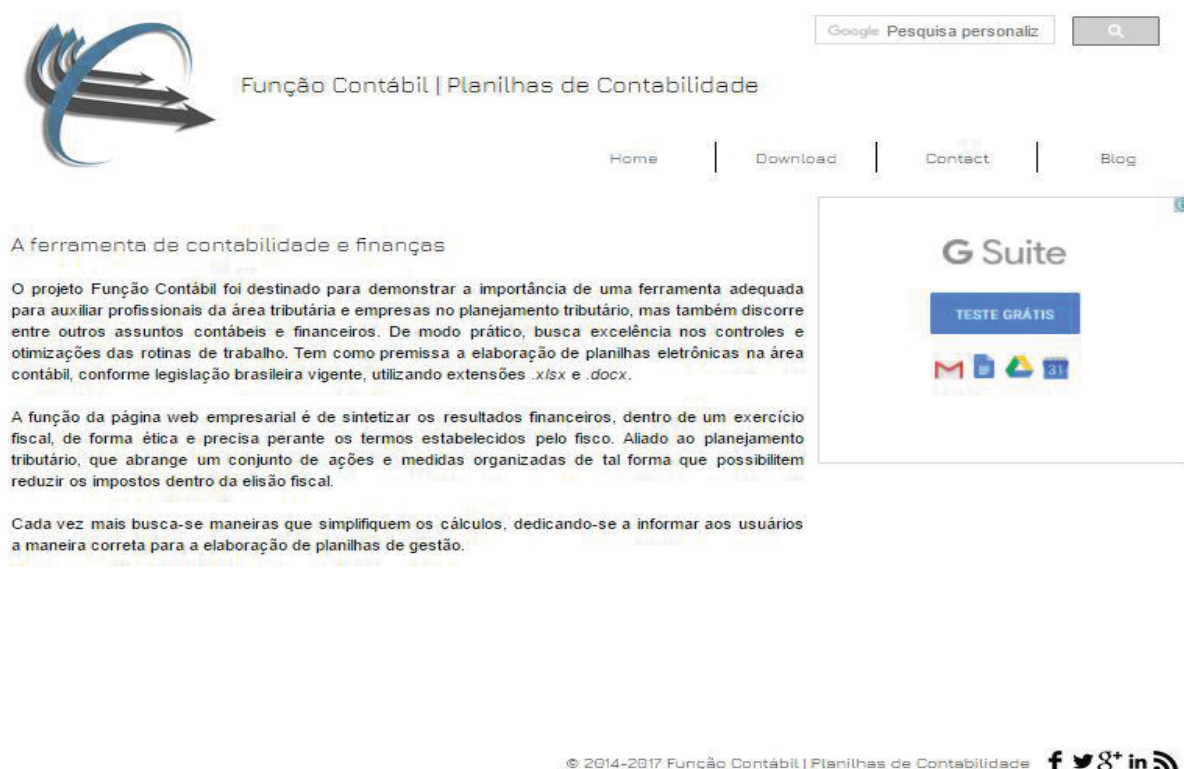 Google Pesquisa personaliz
Função Contábil | Planilhas de Contabilidade
Home
Download
Contact
Blog
A ferramenta de contabilidade e finanças
O projeto Função Contábil foi destinado para demonstrar a importância de uma ferramenta adequada
para auxiliar profissionais da área tributária e empresas no planejamento tributário, mas também discorre
entre outros assuntos contábeis e financeiros. De modo prático, busca excelência nos controles e
otimizações das rotinas de trabalho. Tem como premissa a elaboração de planilhas eletrônicas na área
contábil, conforme legislação brasileira vigente, utilizando extensões .xlsx e .docx.
A função da página web empresarial é de sintetizar os resultados financeiros, dentro de um exercício
fiscal, de forma ética e precisa perante os termos estabelecidos pelo fisco. Aliado ao planejamento
tributário, que abrange um conjunto de ações e medidas organizadas de tal forma que possibilitem
reduzir os impostos dentro da elisão fiscal.
Cada vez mais busca-se maneiras que simplifiquem os cálculos, dedicando-se a informar aos usuários
a maneira correta para a elaboração de planilhas de gestão.
G Suite
TESTE GRÁTIS
31
© 2014-2017 Função Contábil | Planilhas de Contabilidade